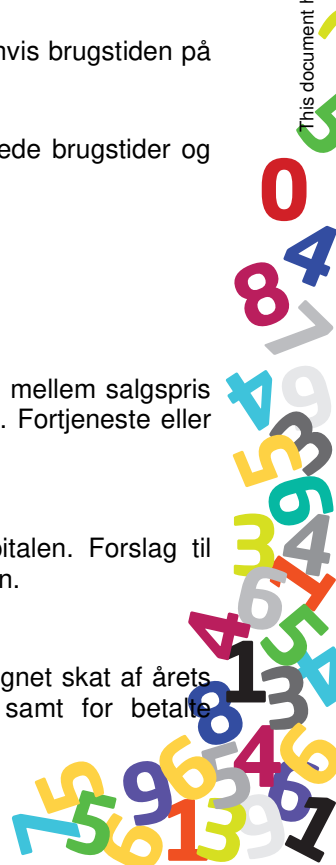 hvis brugstiden på
ede brugstider og
mellem salgspris
. Fortjeneste eller
italen. Forslag til
n.
gnet skat af årets
samt for betalte
This document h